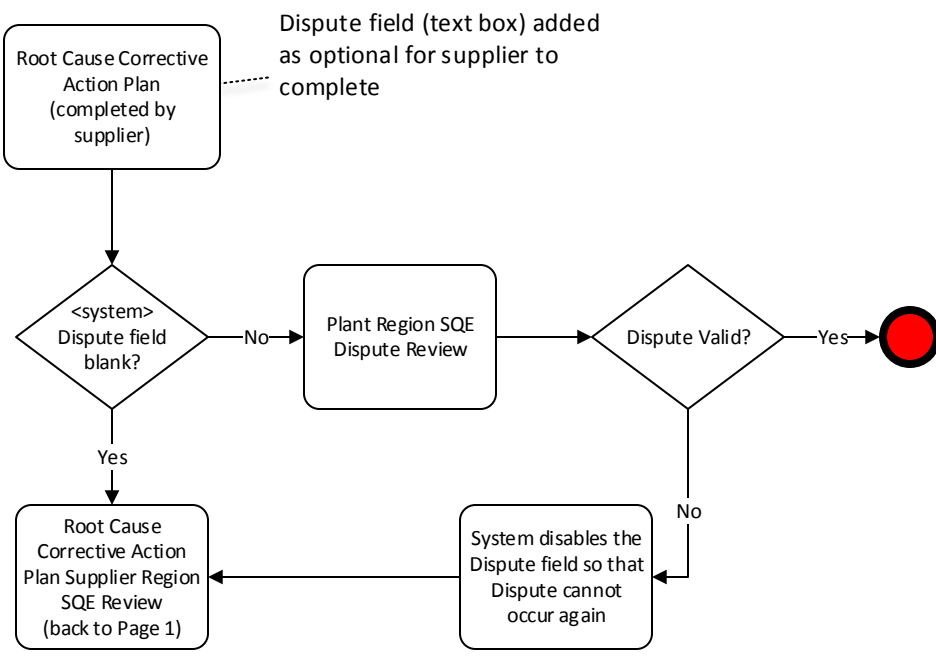 Dispute field (text box) added
as optional for supplier to
complete
Root Cause Corrective
Action Plan
(completed by
supplier)
<system>
Dispute field
blank?
No
Plant Region SQE
Dispute Review
Dispute Valid?
Yes
Yes
No
Root Cause
Corrective Action
Plan Supplier Region
SQE Review
(back to Page 1)
System disables the
Dispute field so that
Dispute cannot
occur again